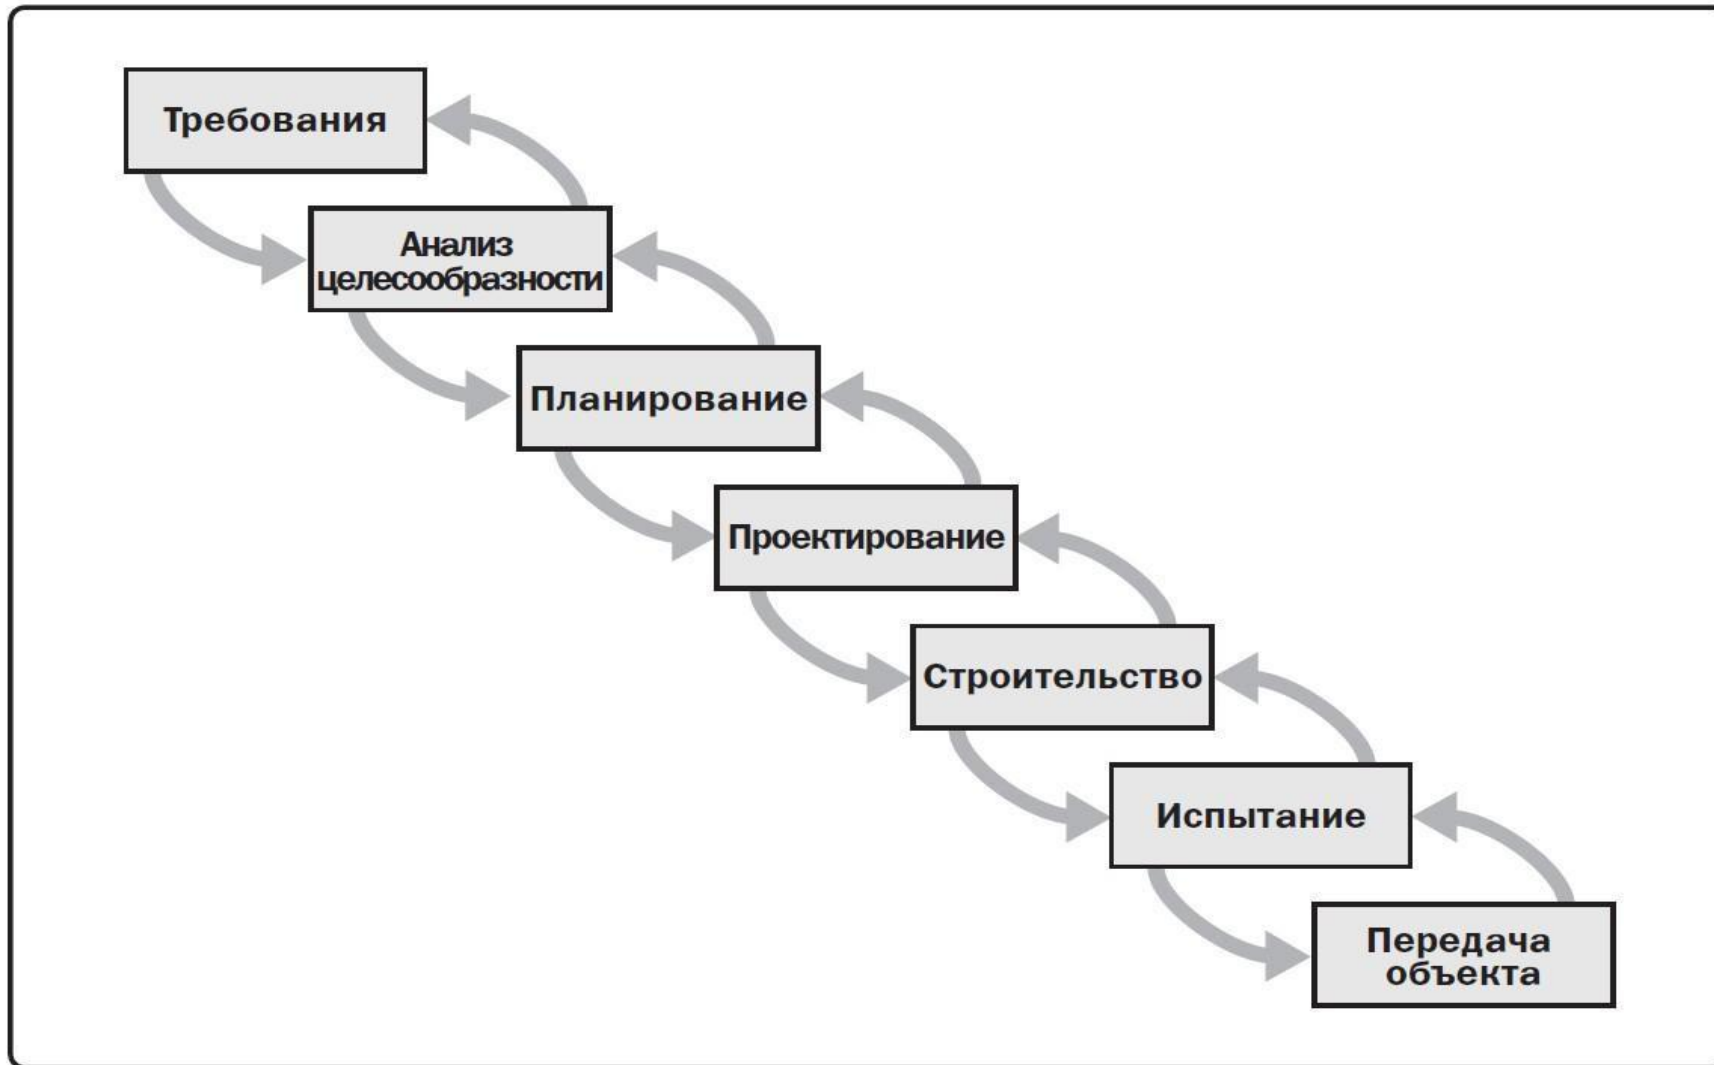 Требования
Анализ
целесообразности
Планирование
Проектирование
Строительство
Испытание
Передача
объекта